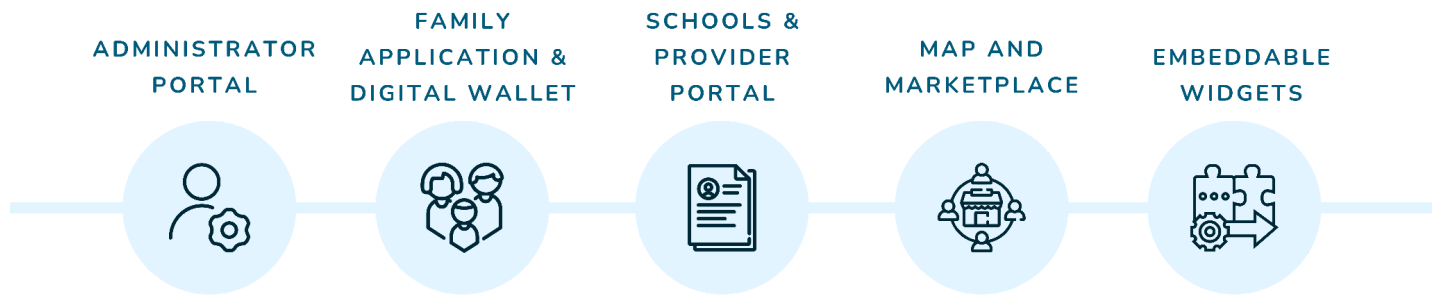 ADMINISTRATOR
PORTAL
FAMILY
APPLICATION &
DIGITAL WALLET
SCHOOLS &
PROVIDER
PORTAL
MAP AND
MARKETPLACE
EMBEDDABLE
WIDGETS